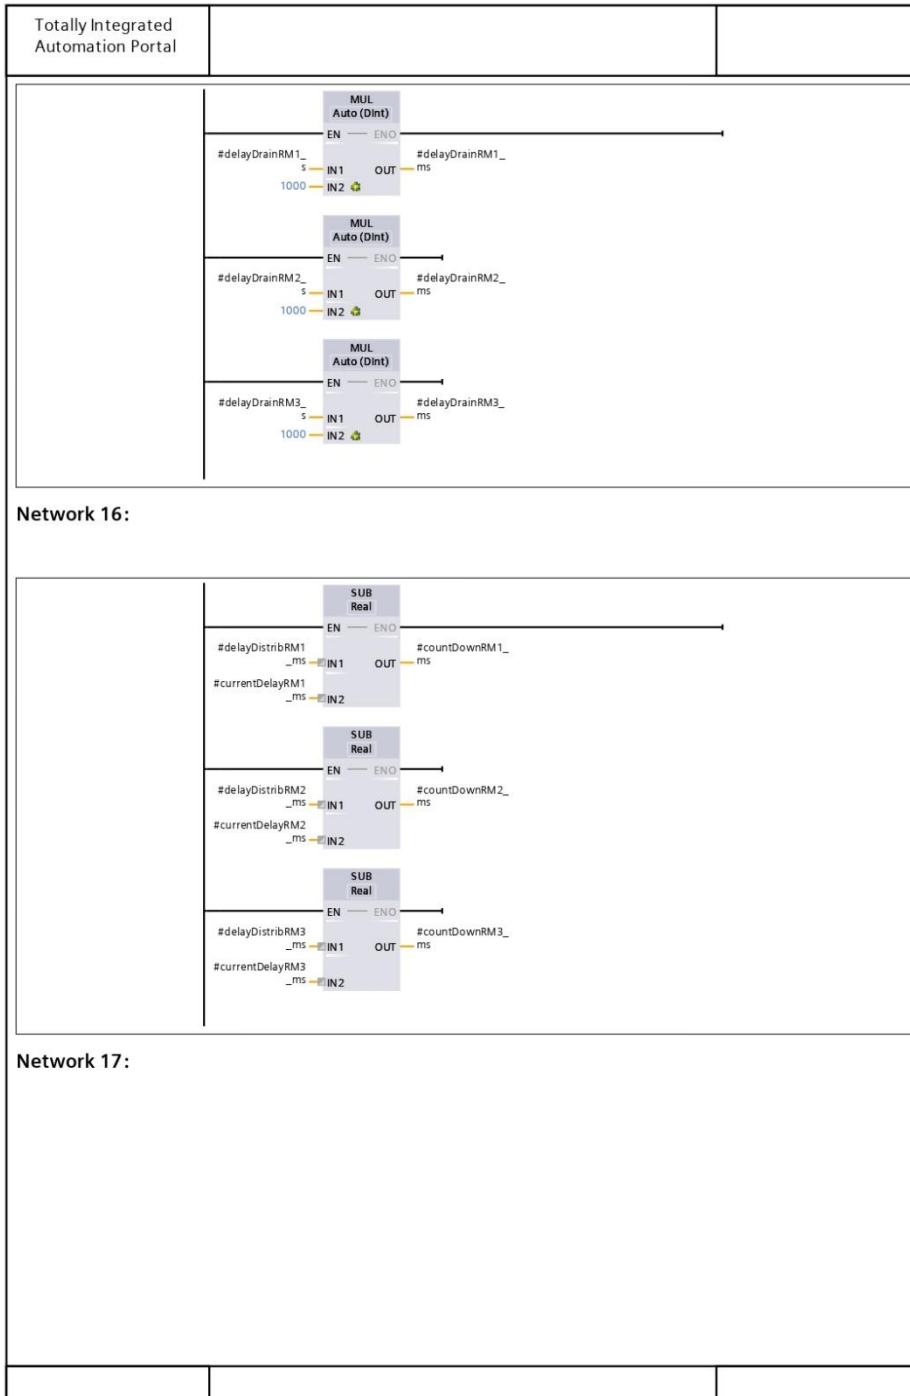 Totally Integrated
Automation Portal
MUL
Auto (DInt)
EN ENO
#delayDrainRM1_
s IN1 OUT ms
#delayDrainRM1_
1000 IN2
MUL
Auto (DInt)
EN ENO
#delayDrainRM2_
s IN1 OUT ms
#delayDrainRM2_
1000 IN2
MUL
Auto (DInt)
EN ENO
#delayDrainRM3_
s IN1 OUT ms
#delayDrainRM3_
1000 IN2
Network 16:
SUB
Real
EN ENO
#delayDistribRM1 #countDownRM1_
_ms IN1 OUT ms
#currentDelayRM1
_ms IN2
SUB
Real
EN ENO
#delayDistribRM2 #countDownRM2_
_ms IN1 OUT ms
#currentDelayRM2
_ms IN2
SUB
Real
EN ENO
#delayDistribRM3 #countDownRM3_
_ms IN1 OUT ms
#currentDelayRM3
_ms IN2
Network 17: